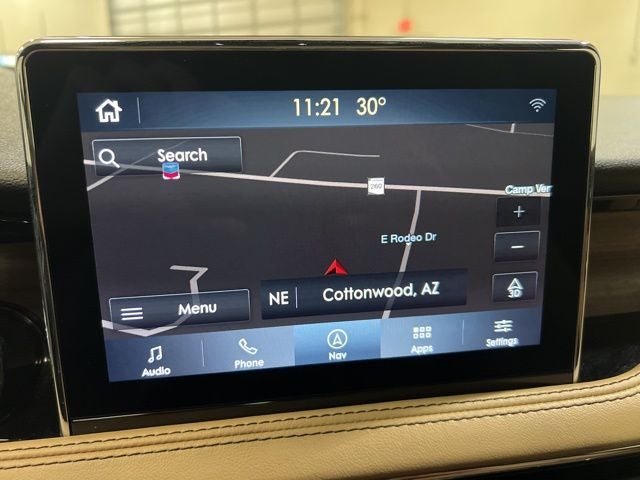 11:21 30°
Search
260
Camp Ver
+
E Rodeo Dr
−
NE Cottonwood, AZ
3D
Menu
Audio Phone Nav Apps Settings